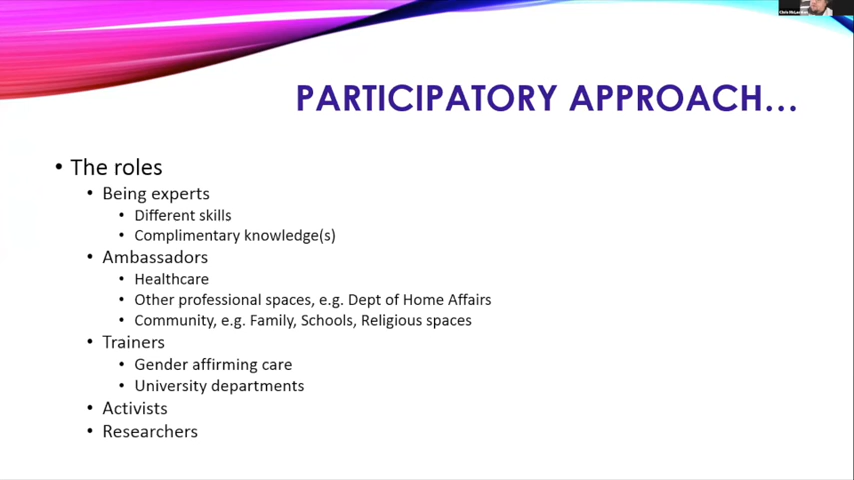 PARTICIPATORY APPROACH...
• The roles
• Being experts
• Different skills
• Complimentary knowledge(s)
• Ambassadors
• Healthcare
• Other professional spaces, e.g. Dept of Home Affairs
• Community, e.g. Family, Schools, Religious spaces
• Trainers
• Gender affirming care
• University departments
• Activists
• Researchers